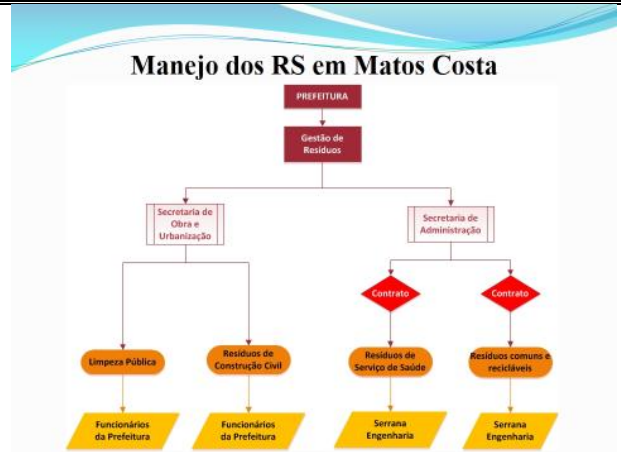 Manejo dos RS em Matos Costa
PREFEITURA
Gestão de
Resíduos
Secretaria de
Obra e
Urbanização
Secretaria de
Administração
Contrato
Contrato
Limpeza Pública
Resíduos de
Construção Civil
Resíduos de
Serviço de Saúde
Resíduos comuns e
recicláveis
Funcionários
da Prefeitura
Funcionários
da Prefeitura
Serrana
Engenharia
Serrana
Engenharia